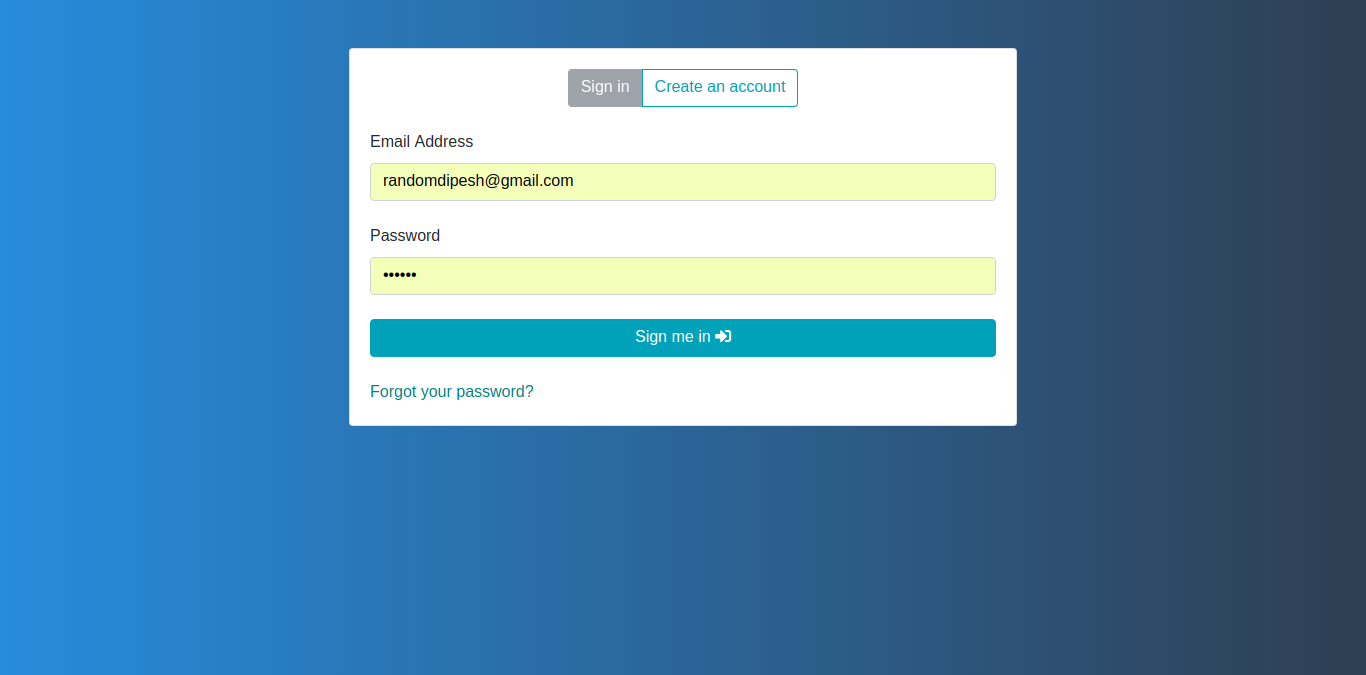 Sign in Create an account
Email Address
randomdipesh@gmail.com
Password
••••••
Sign me in
Forgot your password?